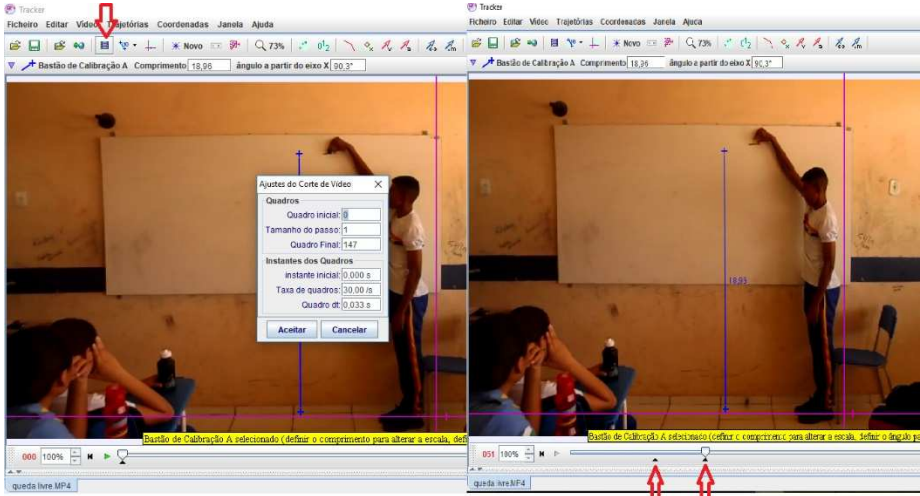 Tracker
Ficheiro Editar Video Trajetórias Coordenadas Janela Ajuda
Novo 73%
Bastão de Calibração A Comprimento 18,96 ângulo a partir do eixo X 90,3°
Ajustes do Corte de Vídeo
Quadros
Quadro inicial: 0
Tamanho do passo: 1
Quadro Final: 147
Instantes dos Quadros
instante inicial: 0,000 s
Taxa de quadros: 30,00 /s
Quadro dt: 0,033 s
Aceitar Cancelar
Bastão de Calibração A selecionado (definir o comprimento para alterar a escala, defi
000 100%
queda livre.MP4
Tracker
Ficheiro Editar Video Trajetórias Coordenadas Janela Ajuda
Novo 73%
Bastão de Calibração A Comprimento 18,96 ângulo a partir do eixo X 90,3°
18,95
Bastão de Calibração A selecionado (definir o comprimento para alterar a escala, definir o ângulo pa
051 100%
queda livre.MP4